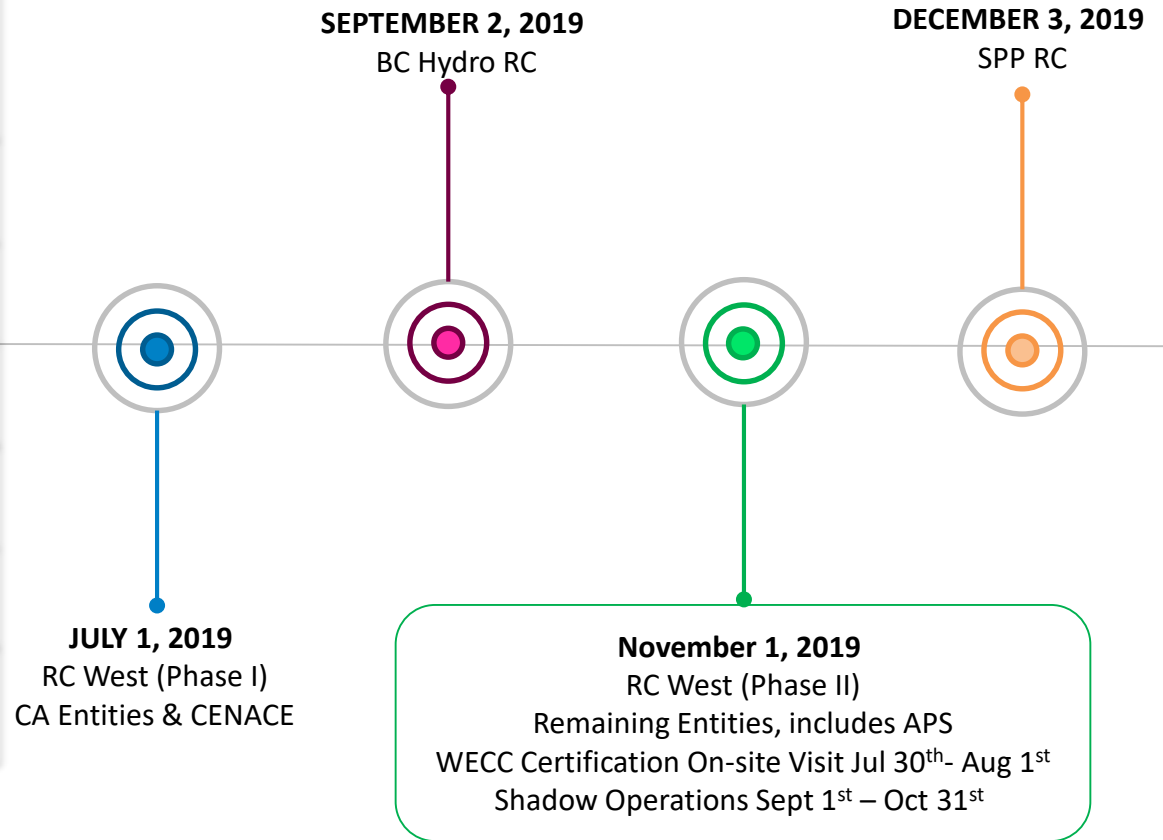 SEPTEMBER 2, 2019
BC Hydro RC
DECEMBER 3, 2019
SPP RC
JULY 1, 2019
RC West (Phase I)
CA Entities & CENACE
November 1, 2019
RC West (Phase II)
Remaining Entities, includes APS
WECC Certification On-site Visit Jul 30th- Aug 1st
Shadow Operations Sept 1st – Oct 31st